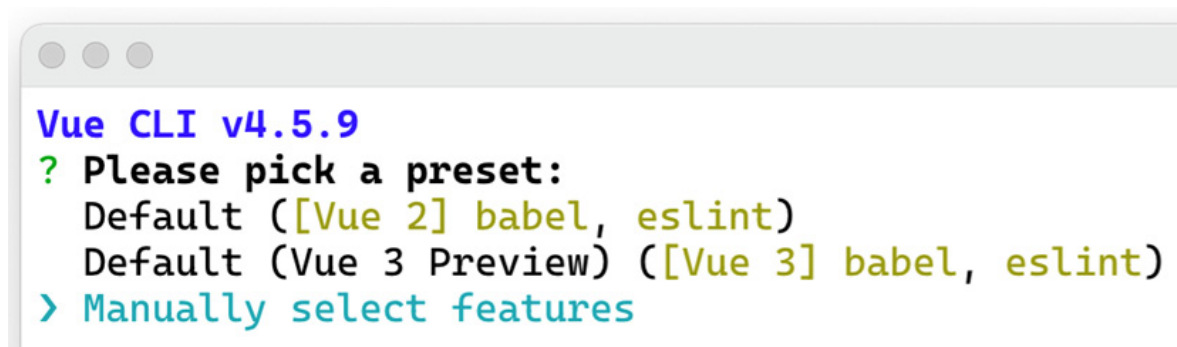 Vue CLI v4.5.9
? Please pick a preset:
Default ([Vue 2] babel, eslint)
Default (Vue 3 Preview) ([Vue 3] babel, eslint)
❯ Manually select features